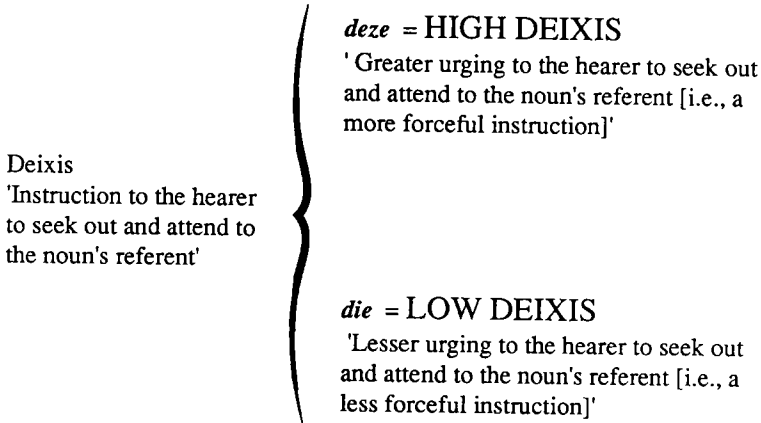 deze = HIGH DEIXIS
' Greater urging to the hearer to seek out
and attend to the noun's referent [i.e., a
more forceful instruction]'
Deixis
'Instruction to the hearer
to seek out and attend to
the noun's referent'
die = LOW DEIXIS
'Lesser urging to the hearer to seek out
and attend to the noun's referent [i.e., a
less forceful instruction]'